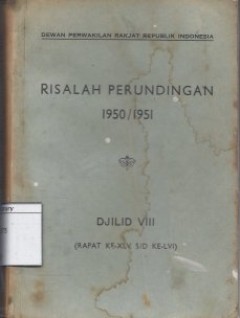 DEWAN PERWAKILAN RAKJAT REPUBLIK INDONESIA
RISALAH PERUNDINGAN
1950/1951
DJILID VIII
(RAPAT KE-XLV S/D KE-LVI)